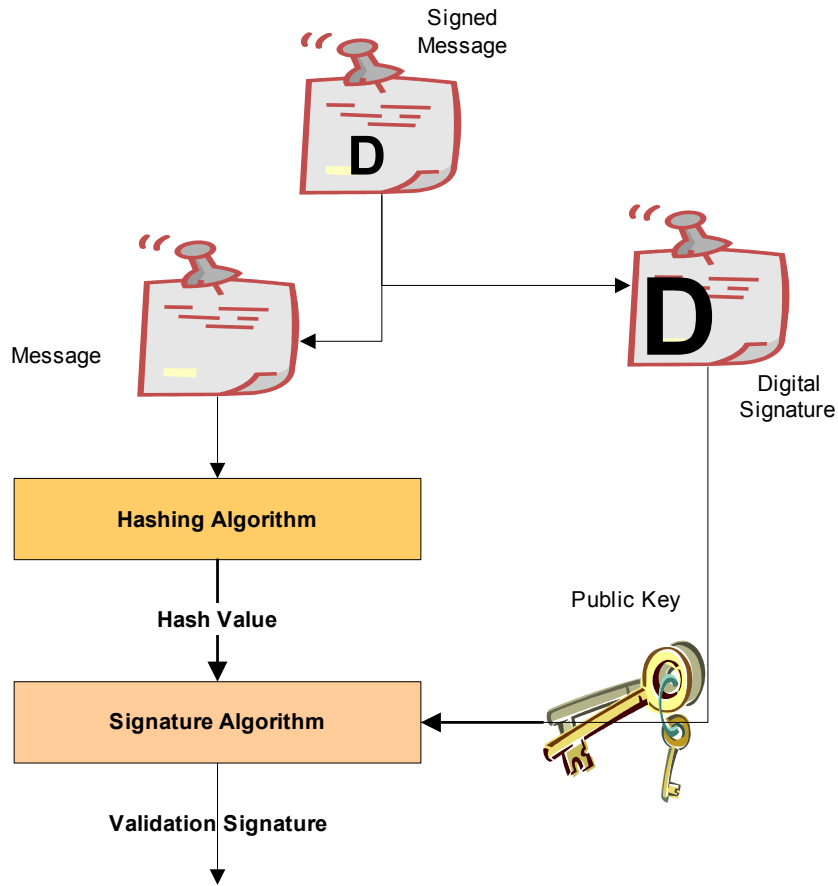 Signed
Message
D
D
Message
Digital
Signature
Hashing Algorithm
Hash Value
Public Key
Signature Algorithm
Validation Signature